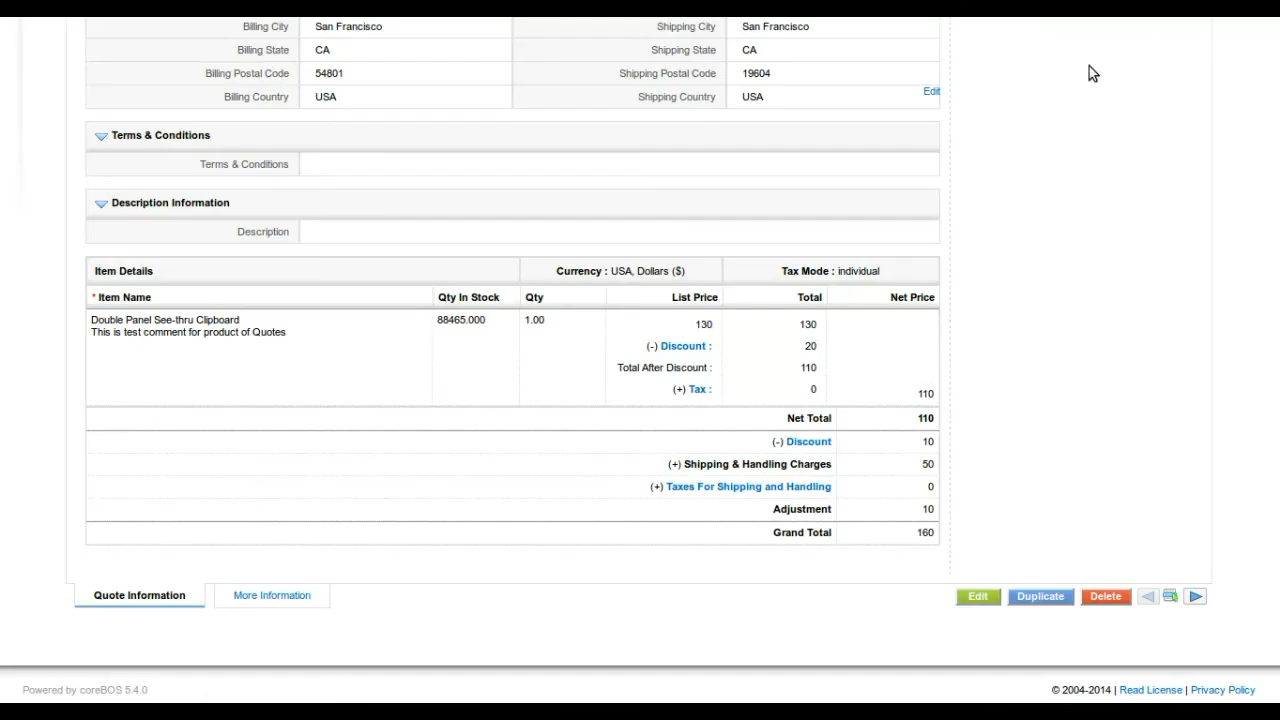 Billing City San Francisco Shipping City San Francisco
Billing State CA Shipping State CA
Billing Postal Code 54801 Shipping Postal Code 19604
Edit
Billing Country USA Shipping Country USA
Terms & Conditions
Terms & Conditions
Description Information
Description
Item Details Currency : USA, Dollars ($) Tax Mode : individual
* Item Name Qty In Stock Qty List Price Total Net Price
Double Panel See-thru Clipboard 88465.000 1.00 130 130
This is test comment for product of Quotes
(-) Discount : 20
Total After Discount : 110
(+) Tax : 0
110
Net Total 110
(-) Discount 10
(+) Shipping & Handling Charges 50
(+) Taxes For Shipping and Handling 0
Adjustment 10
Grand Total 160
Quote Information More Information Edit Duplicate Delete
Powered by coreBOS 5.4.0 © 2004-2014 | Read License | Privacy Policy